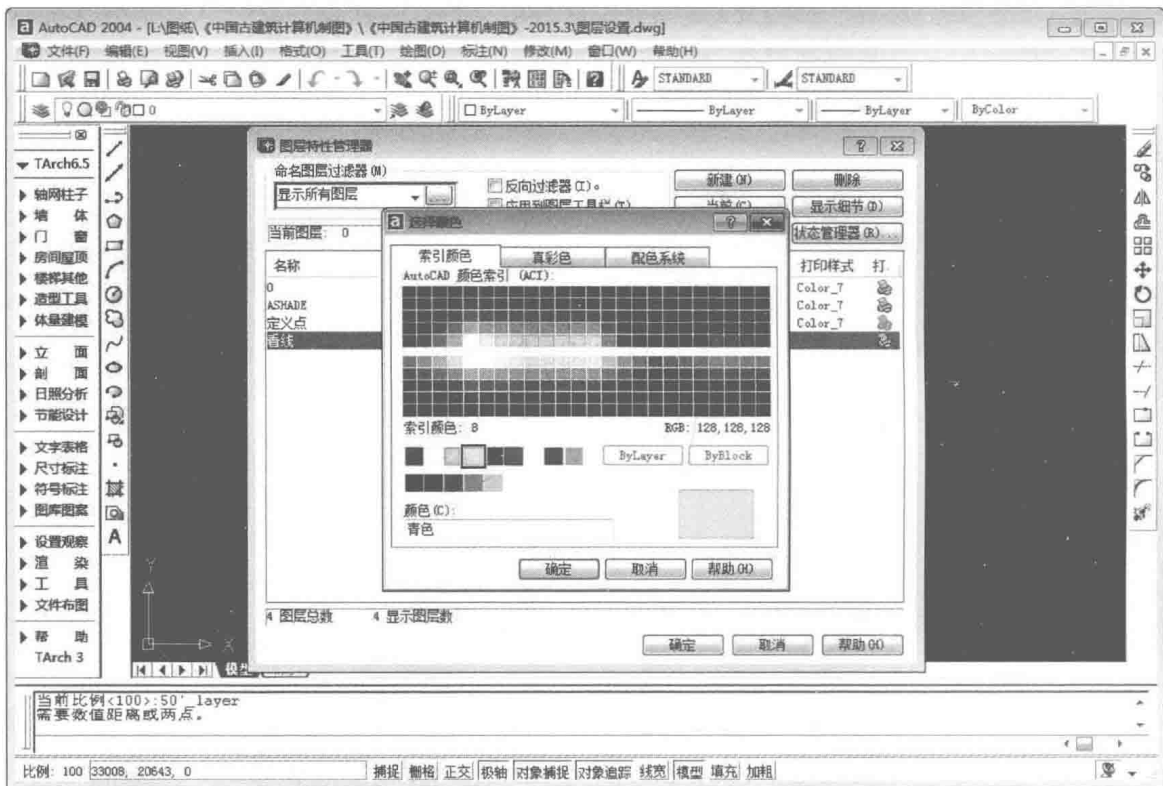 AutoCAD 2004 - [L:\图纸\《中国古建筑计算机制图》\《中国古建筑计算机制图》-2015.3\图层设置.dwg]
文件(F) 编辑(E) 视图(V) 插入(I) 格式(O) 工具(T) 绘图(D) 标注(N) 修改(M) 窗口(W) 帮助(H)
STANDARD STANDARD
0 ByLayer ByLayer ByLayer ByColor
TArch6.5
轴网柱子
墙 体
门 窗
房间屋顶
楼梯其他
造型工具
体量建模
立 面
剖 面
日照分析
节能设计
文字表格
尺寸标注
符号标注
图库图案
设置观察
渲 染
工 具
文件布图
帮 助
TArch 3
A
图层特性管理器
命名图层过滤器(M)
显示所有图层
反向过滤器(I)。
应用到图层工具栏(T)
新建(N) 删除
当前(C) 显示细节(D)
状态管理器(R)...
当前图层: 0
名称 打印样式 打.
0 Color_7
ASHADE Color_7
定义点 Color_7
看线
选择颜色
索引颜色 真彩色 配色系统
AutoCAD 颜色索引 (ACI):
索引颜色: 8 RGB: 128,128,128
ByLayer ByBlock
颜色(C):
青色
确定 取消 帮助(H)
4 图层总数 4 显示图层数
确定 取消 帮助(H)
Y
X
模型
当前比例<100>:50'_layer
需要数值距离或两点。
比例: 100 33008, 20643, 0 捕捉 栅格 正交 极轴 对象捕捉 对象追踪 线宽 模型 填充 加粗